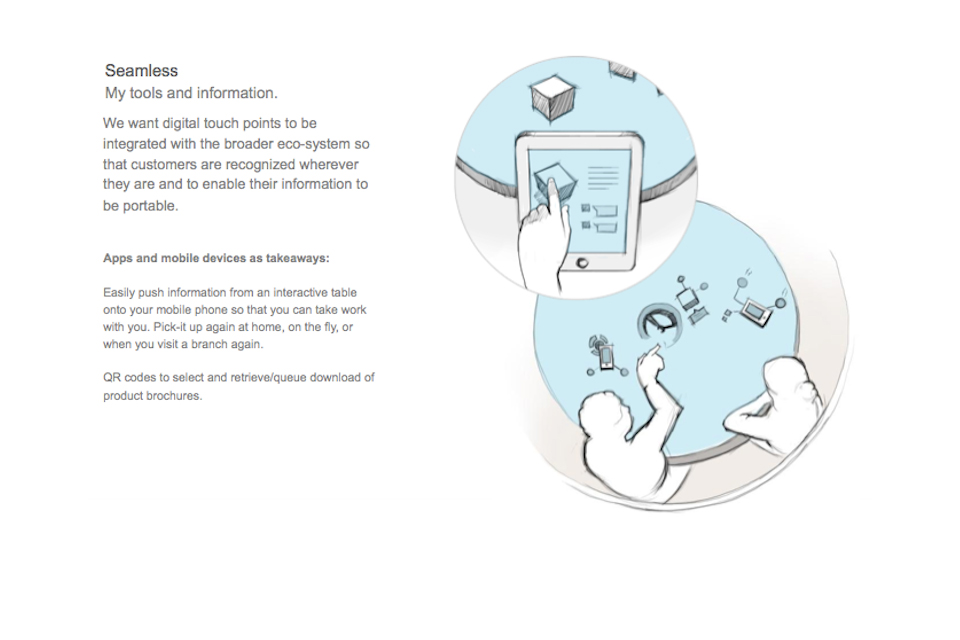 Seamless
My tools and information.
We want digital touch points to be
integrated with the broader eco-system so
that customers are recognized wherever
they are and to enable their information to
be portable.
Apps and mobile devices as takeaways:
Easily push information from an interactive table
onto your mobile phone so that you can take work
with you. Pick-it up again at home, on the fly, or
when you visit a branch again.
QR codes to select and retrieve/queue download of
product brochures.